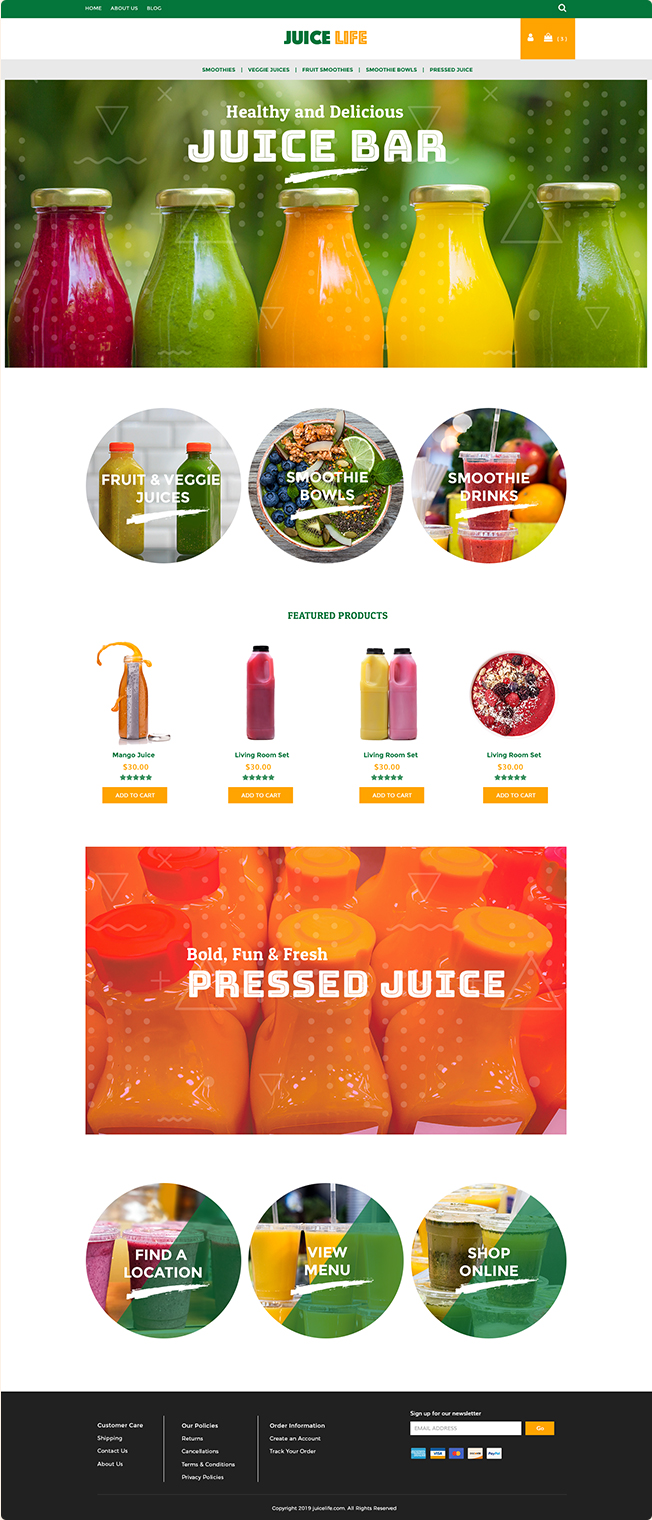 HOME ABOUT US BLOG
JUICE LIFE
( 3 )
SMOOTHIES | VEGGIE JUICES | FRUIT SMOOTHIES | SMOOTHIE BOWLS | PRESSED JUICE
Healthy and Delicious
JUICE BAR
FRUIT & VEGGIE
JUICES
SMOOTHIE
BOWLS
SMOOTHIE
DRINKS
FEATURED PRODUCTS
Mango Juice
$30.00
ADD TO CART
Living Room Set
$30.00
ADD TO CART
Living Room Set
$30.00
ADD TO CART
Living Room Set
$30.00
ADD TO CART
Bold, Fun & Fresh
PRESSED JUICE
FIND A
LOCATION
VIEW
MENU
SHOP
ONLINE
Customer Care
Shipping
Contact Us
About Us
Our Policies
Returns
Cancellations
Terms & Conditions
Privacy Policies
Order Information
Create an Account
Track Your Order
Sign up for our newsletter
EMAIL ADDRESS
Go
VISA
PayPal
Copyright 2019 juicelife.com. All Rights Reserved